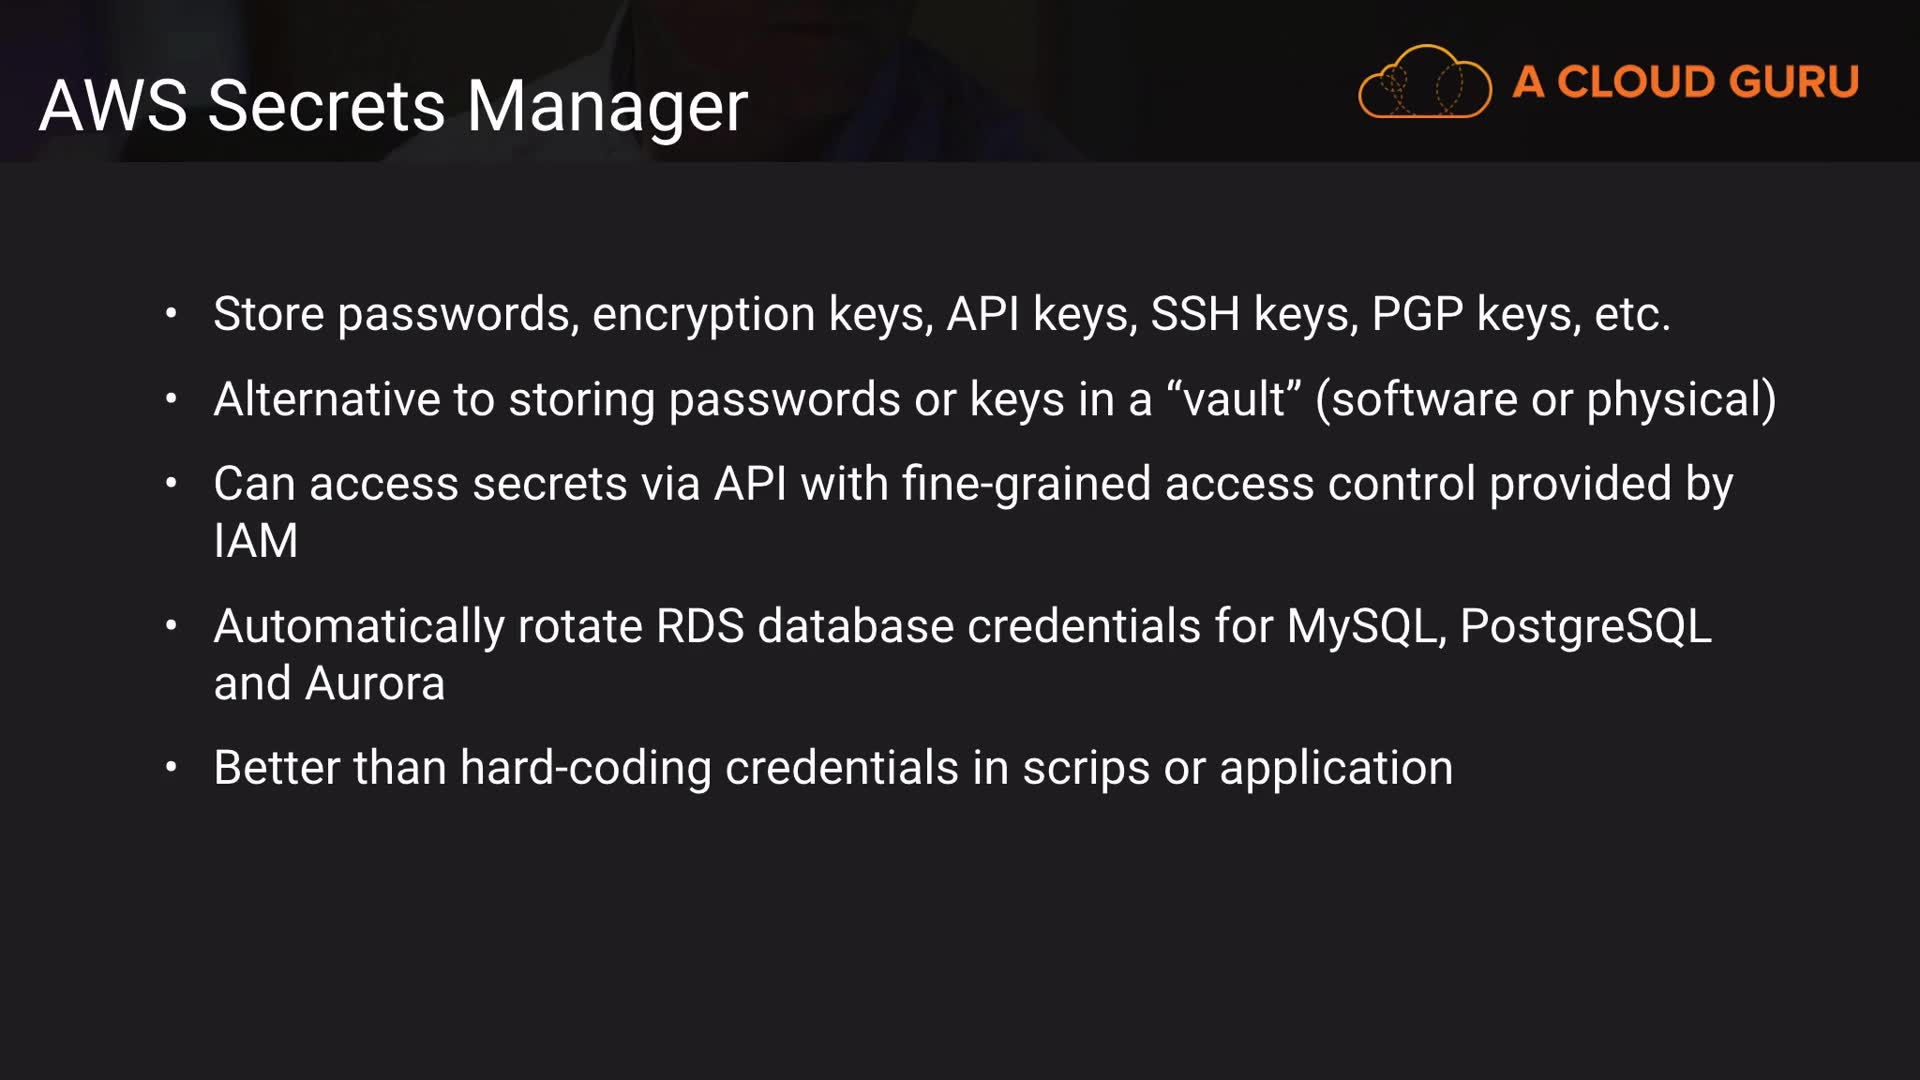 AWS Secrets Manager
A CLOUD GURU
• Store passwords, encryption keys, API keys, SSH keys, PGP keys, etc.
• Alternative to storing passwords or keys in a “vault” (software or physical)
• Can access secrets via API with fine-grained access control provided by
IAM
• Automatically rotate RDS database credentials for MySQL, PostgreSQL
and Aurora
• Better than hard-coding credentials in scrips or application